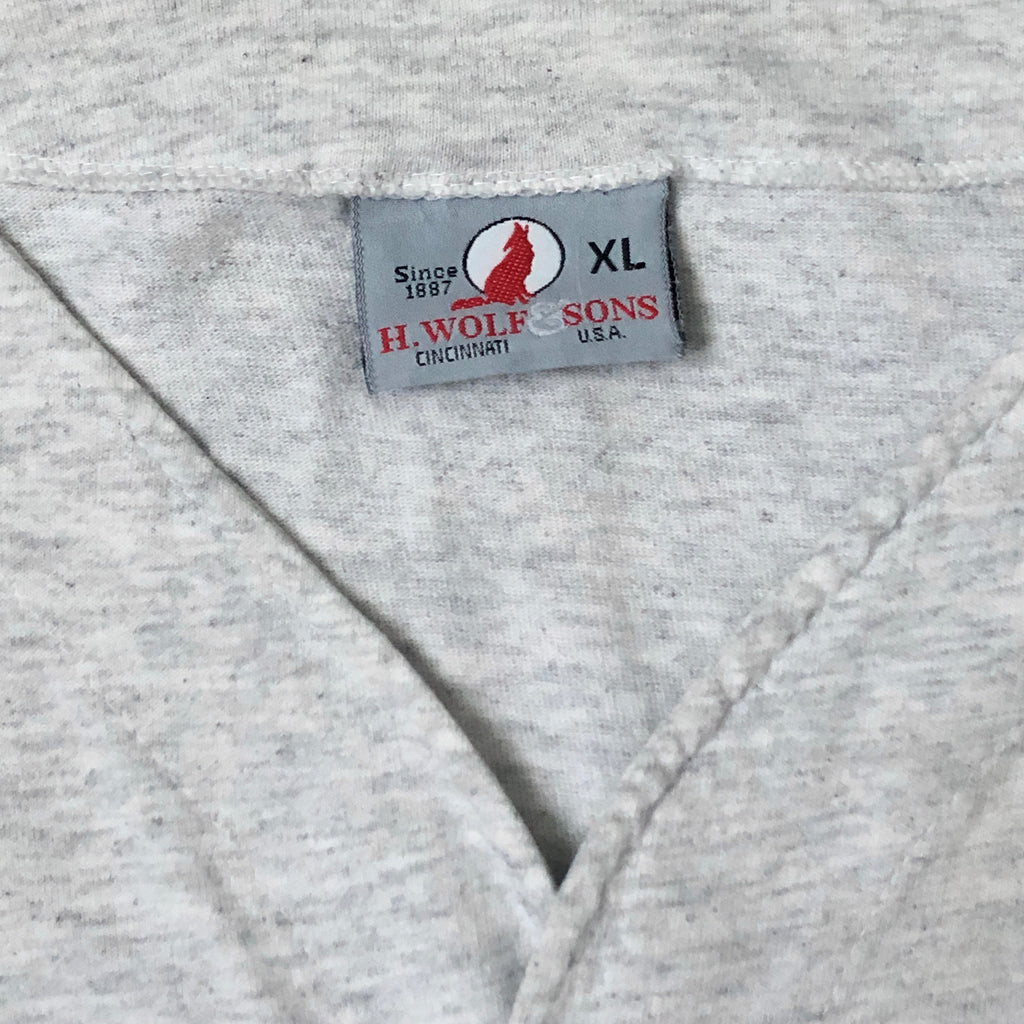 Since
1887
XL
H. WOLF & SONS
CINCINNATI U.S.A.